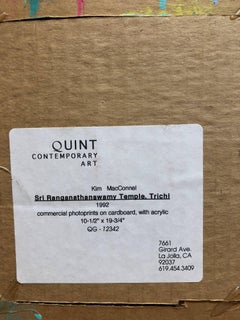 QUINT
CONTEMPORARY
ART
Kim MacConnel
Sri Ranganathanswamy Temple, Trichi
1992
commercial photoprints on cardboard, with acrylic
10-1/2" x 19-3/4"
QG - 12342
7661
Girard Ave.
La Jolla, CA
92037
619.454.3409